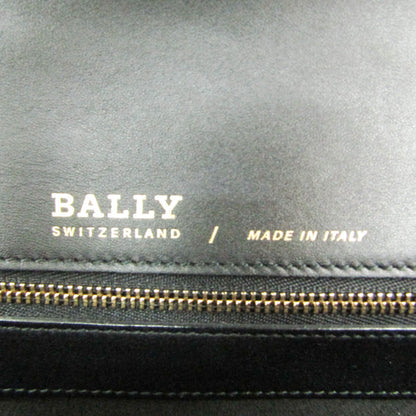 BALLY
SWITZERLAND / MADE IN ITALY